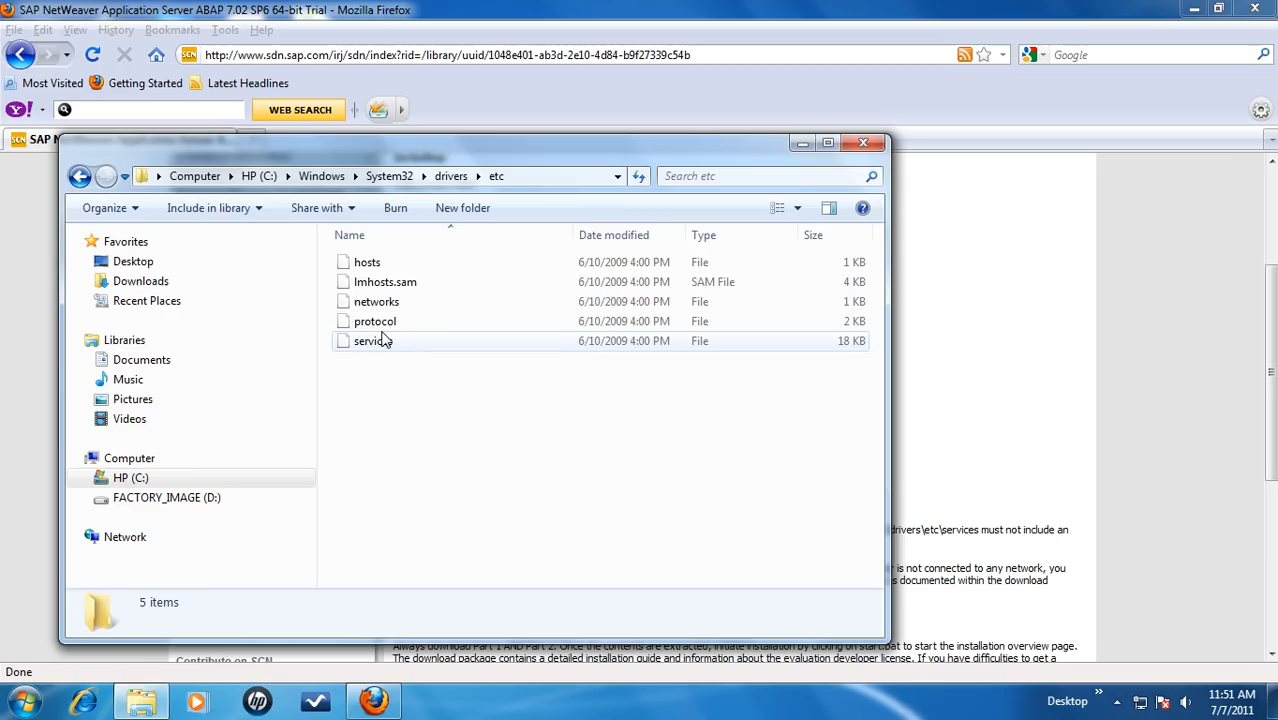 SAP NetWeaver Application Server ABAP 7.02 SP6 64-bit Trial - Mozilla Firefox
File Edit View History Bookmarks Tools Help
http://www.sdn.sap.com/irj/sdn/index?rid=/library/uuid/1048e401-ab3d-2e10-4d84-b9f27339c54b
Google
Most Visited Getting Started Latest Headlines
WEB SEARCH
SAP NetWeaver Application Server
Computer HP (C:) Windows System32 drivers etc
Search etc
Organize Include in library Share with Burn New folder
Name Date modified Type Size
Favorites
Desktop
Downloads
Recent Places
Libraries
Documents
Music
Pictures
Videos
Computer
HP (C:)
FACTORY_IMAGE (D:)
Network
hosts 6/10/2009 4:00 PM File 1 KB
lmhosts.sam 6/10/2009 4:00 PM SAM File 4 KB
networks 6/10/2009 4:00 PM File 1 KB
protocol 6/10/2009 4:00 PM File 2 KB
services 6/10/2009 4:00 PM File 18 KB
5 items
drivers\etc\services must not include an
is not connected to any network, you
s documented within the download
Always download Part 1 AND Part 2. Once the contents are extracted, initiate installation by clicking on start.bat to start the installation overview page.
The download package contains a detailed installation guide and information about the evaluation developer license. If you have difficulties to get a
Contribute on SCN
Done
Desktop
11:51 AM
7/7/2011